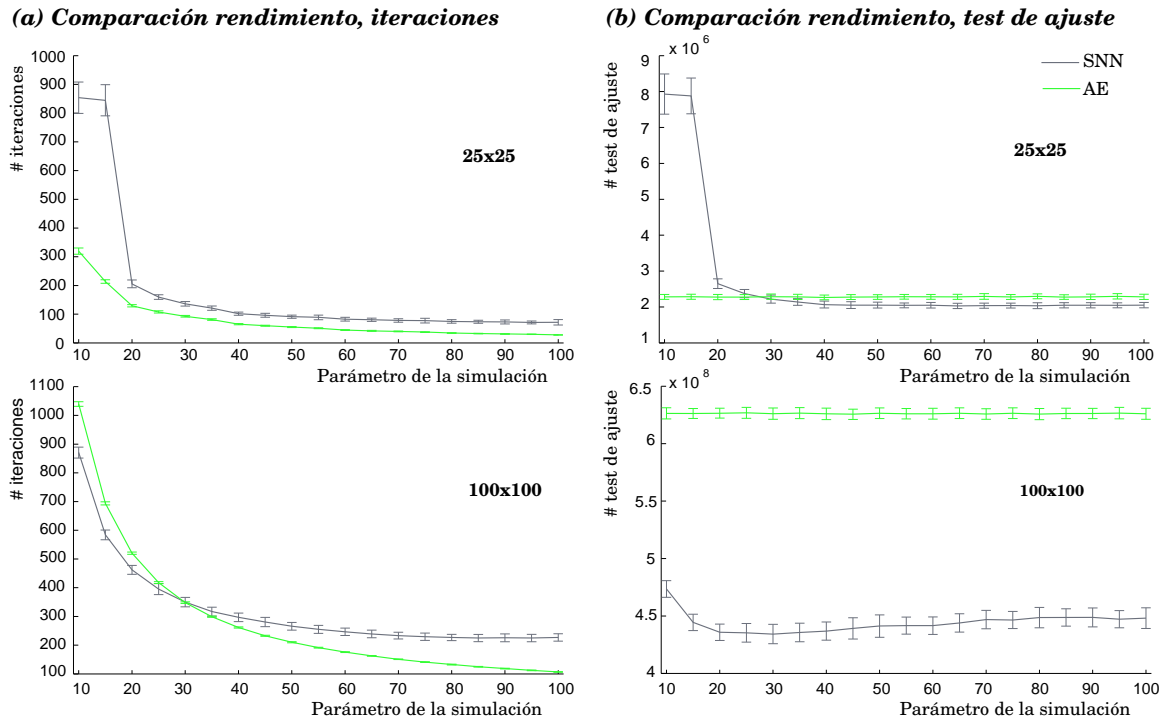 (a) Comparación rendimiento, iteraciones
1000
900
800
700
600
500
400
300
200
100
0
# iteraciones
25x25
10 20 30 40 50 60 70 80 90 100
Parámetro de la simulación
(b) Comparación rendimiento, test de ajuste
x 10 6
9
8
7
6
5
4
3
2
1
# test de ajuste
SNN
AE
25x25
10 20 30 40 50 60 70 80 90 100
Parámetro de la simulación
1100
1000
900
800
700
600
500
400
300
200
100
# iteraciones
100x100
10 20 30 40 50 60 70 80 90 100
Parámetro de la simulación
x 10 8
6.5
6
5.5
5
4.5
4
# test de ajuste
100x100
10 20 30 40 50 60 70 80 90 100
Parámetro de la simulación